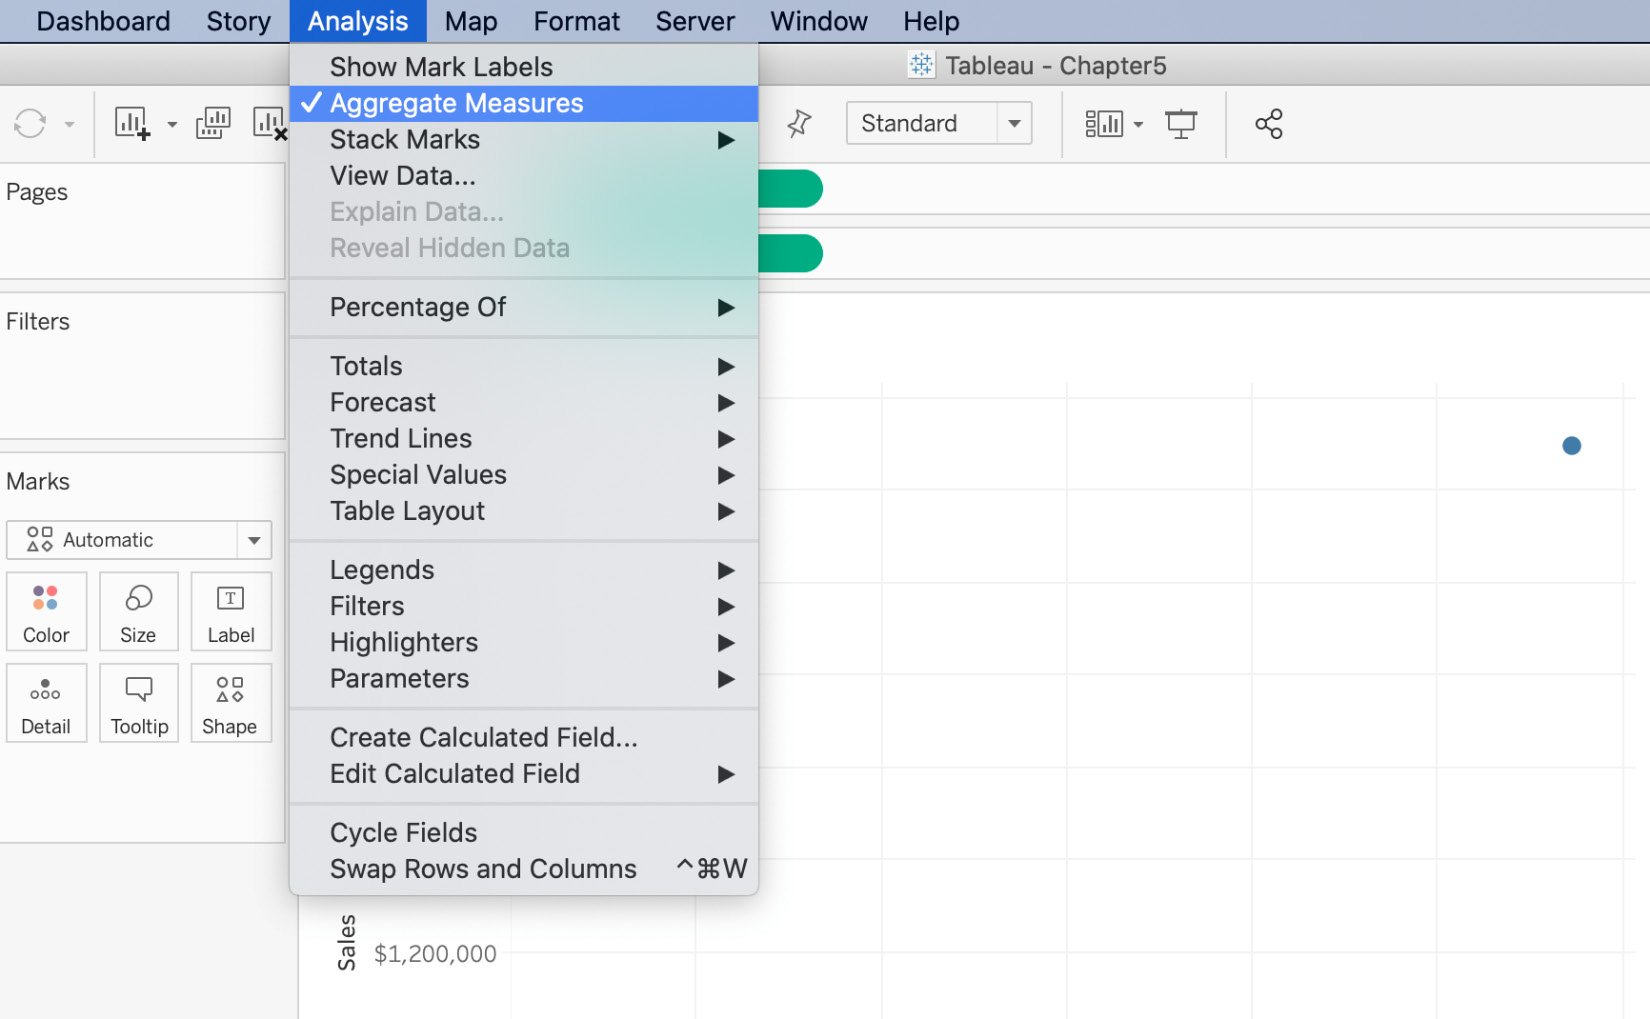 Dashboard Story Analysis Map Format Server Window Help
Tableau - Chapter5
Standard
Show Mark Labels
✓ Aggregate Measures
Stack Marks
View Data...
Explain Data...
Reveal Hidden Data
Percentage Of
Totals
Forecast
Trend Lines
Special Values
Table Layout
Legends
Filters
Highlighters
Parameters
Create Calculated Field...
Edit Calculated Field
Cycle Fields
Swap Rows and Columns ^⌘W
Pages
Filters
Marks
Automatic
Color Size Label
Detail Tooltip Shape
Sales
$1,200,000